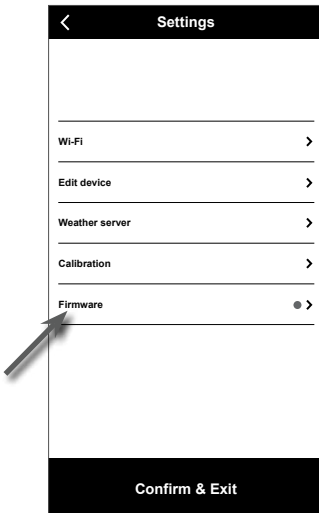 Settings
Wi-Fi
Edit device
Weather server
Calibration
Firmware
Confirm & Exit